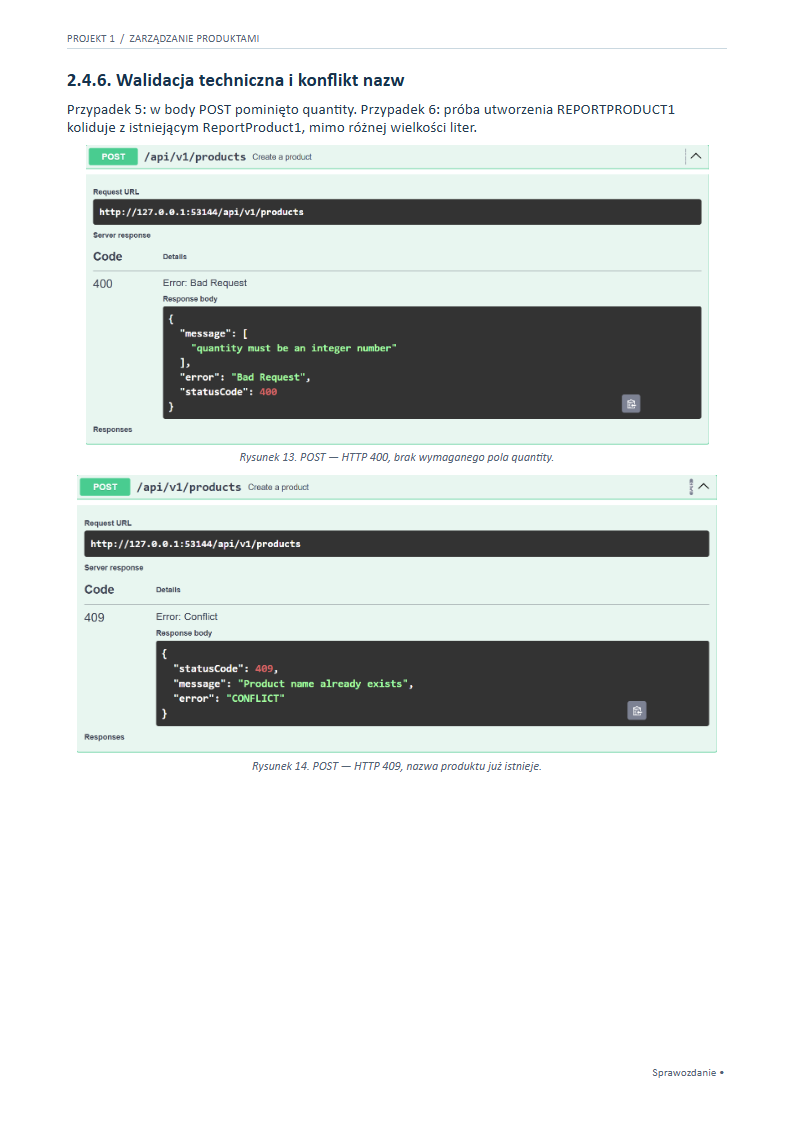 PROJEKT 1 / ZARZĄDZANIE PRODUKTAMI
2.4.6. Walidacja techniczna i konflikt nazw
Przypadek 5: w body POST pominięto quantity. Przypadek 6: próba utworzenia REPORTPRODUCT1
koliduje z istniejącym ReportProduct1, mimo różnej wielkości liter.
POST /api/v1/products Create a product
Request URL
http://127.0.0.1:53144/api/v1/products
Server response
Code Details
400 Error: Bad Request
Response body
{
"message": [
"quantity must be an integer number"
],
"error": "Bad Request",
"statusCode": 400
}
Responses
Rysunek 13. POST — HTTP 400, brak wymaganego pola quantity.
POST /api/v1/products Create a product
Request URL
http://127.0.0.1:53144/api/v1/products
Server response
Code Details
409 Error: Conflict
Response body
{
"statusCode": 409,
"message": "Product name already exists",
"error": "CONFLICT"
}
Responses
Rysunek 14. POST — HTTP 409, nazwa produktu już istnieje.
Sprawozdanie •